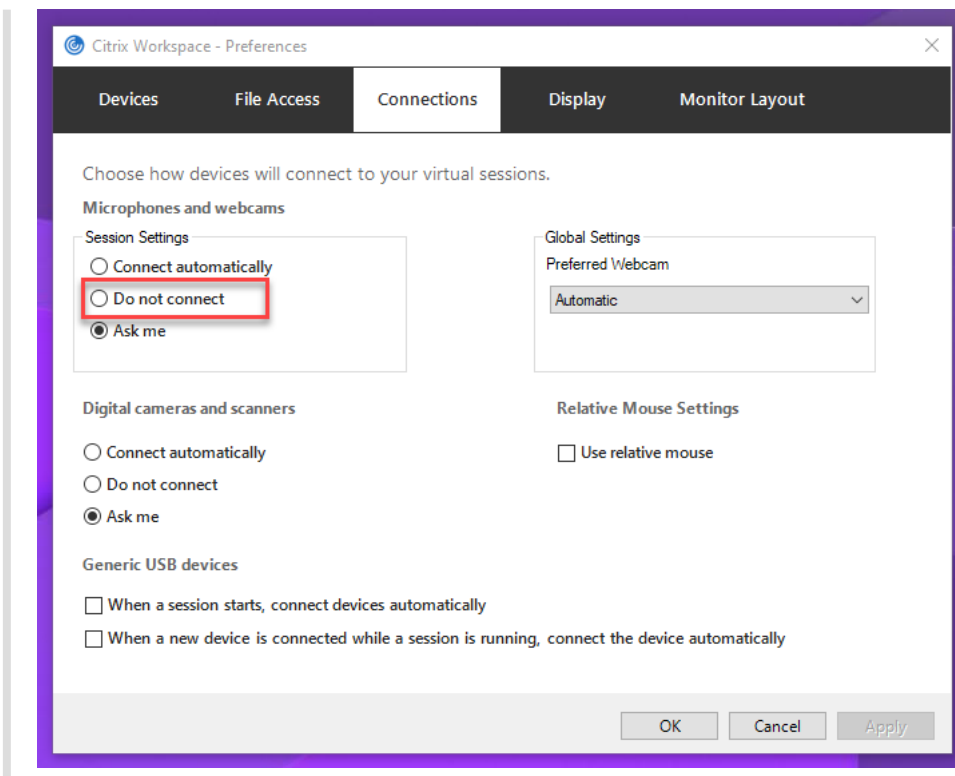 Citrix Workspace - Preferences
Devices File Access Connections Display Monitor Layout
Choose how devices will connect to your virtual sessions.
Microphones and webcams
Session Settings
Connect automatically
Do not connect
Ask me
Global Settings
Preferred Webcam
Automatic
Digital cameras and scanners
Connect automatically
Do not connect
Ask me
Relative Mouse Settings
Use relative mouse
Generic USB devices
When a session starts, connect devices automatically
When a new device is connected while a session is running, connect the device automatically
OK Cancel Apply